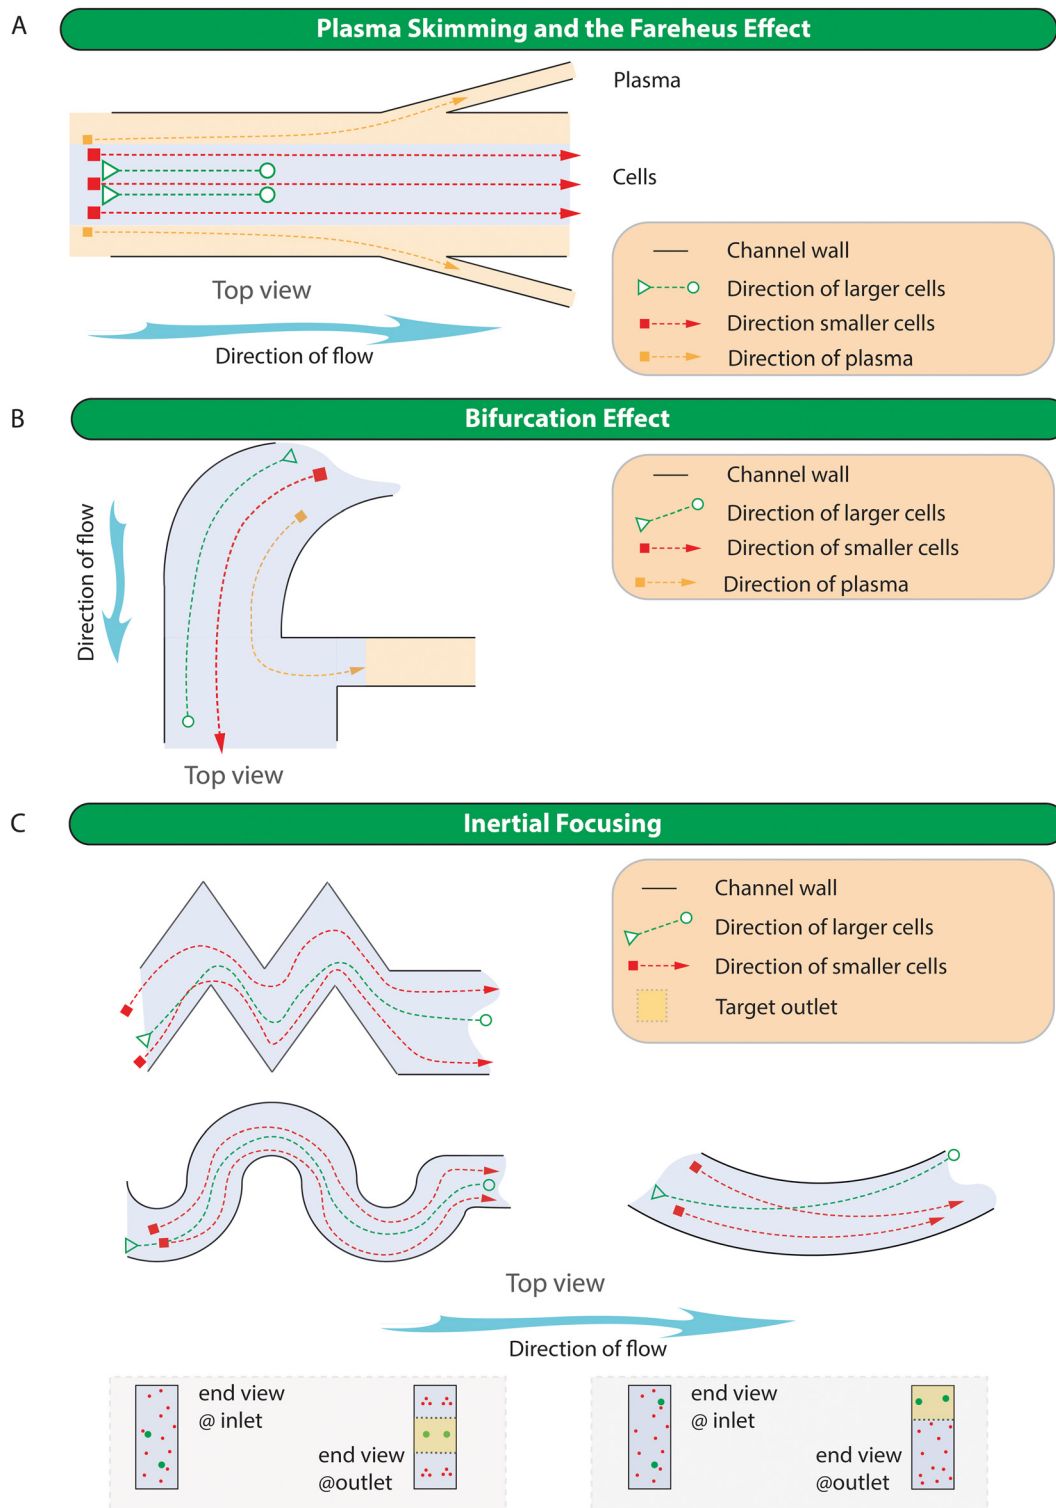 A
Plasma Skimming and the Fareheus Effect
Plasma
Cells
Top view
Direction of flow
Channel wall
Direction of larger cells
Direction smaller cells
Direction of plasma
B
Bifurcation Effect
Direction of flow
Top view
Channel wall
Direction of larger cells
Direction of smaller cells
Direction of plasma
C
Inertial Focusing
Channel wall
Direction of larger cells
Direction of smaller cells
Target outlet
Top view
Direction of flow
end view
@ inlet
end view
@outlet
end view
@ inlet
end view
@outlet